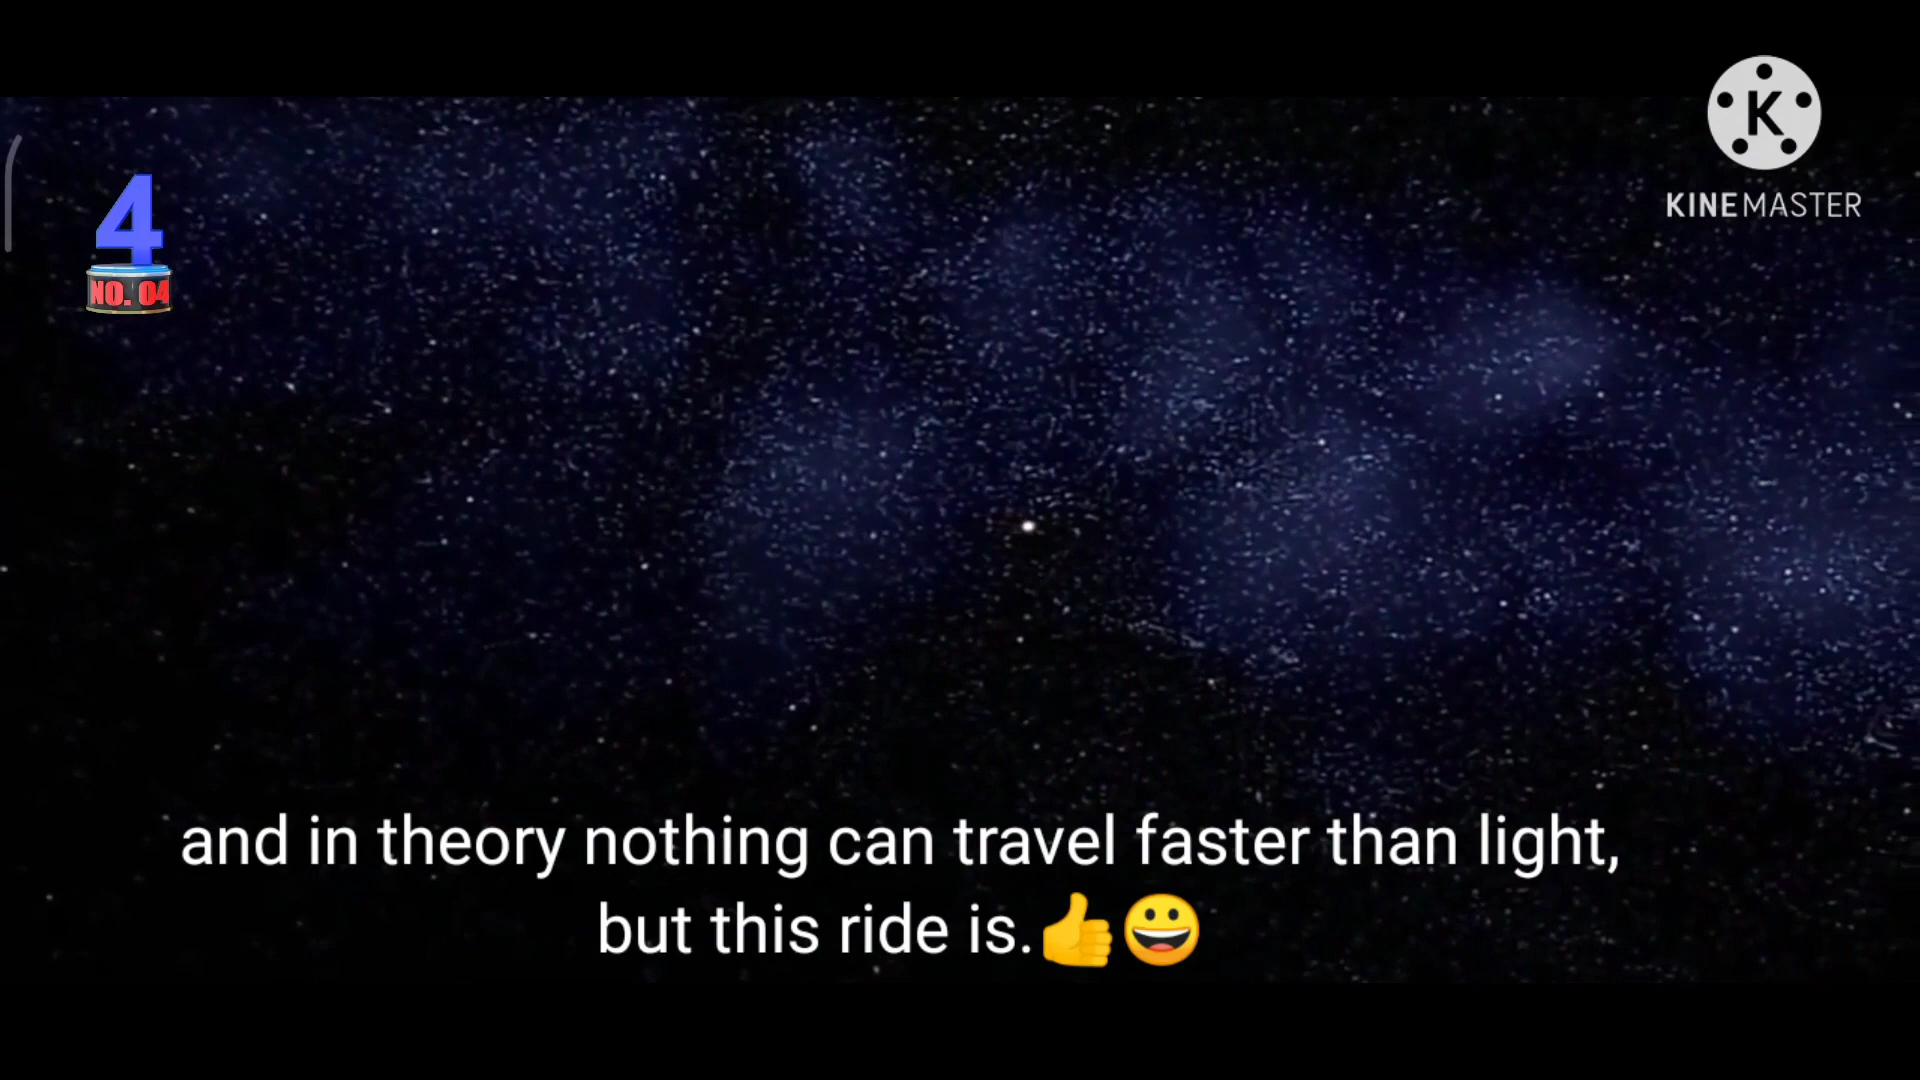 K
KINEMASTER
4
NO. 04
and in theory nothing can travel faster than light,
but this ride is.👍😀